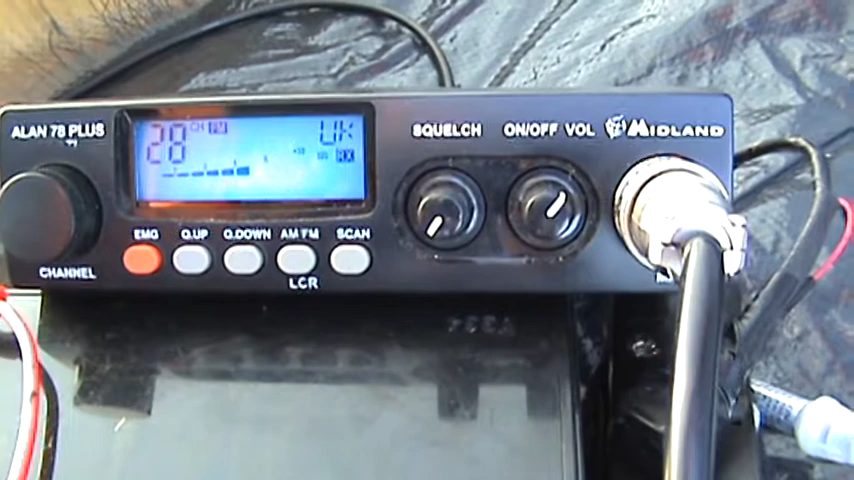 ALAN 78 PLUS
28 CH FM UK
RX
SQUELCH
ON/OFF VOL
MIDLAND
EMG
Q.UP
Q.DOWN
AM FM
SCAN
CHANNEL
LCR